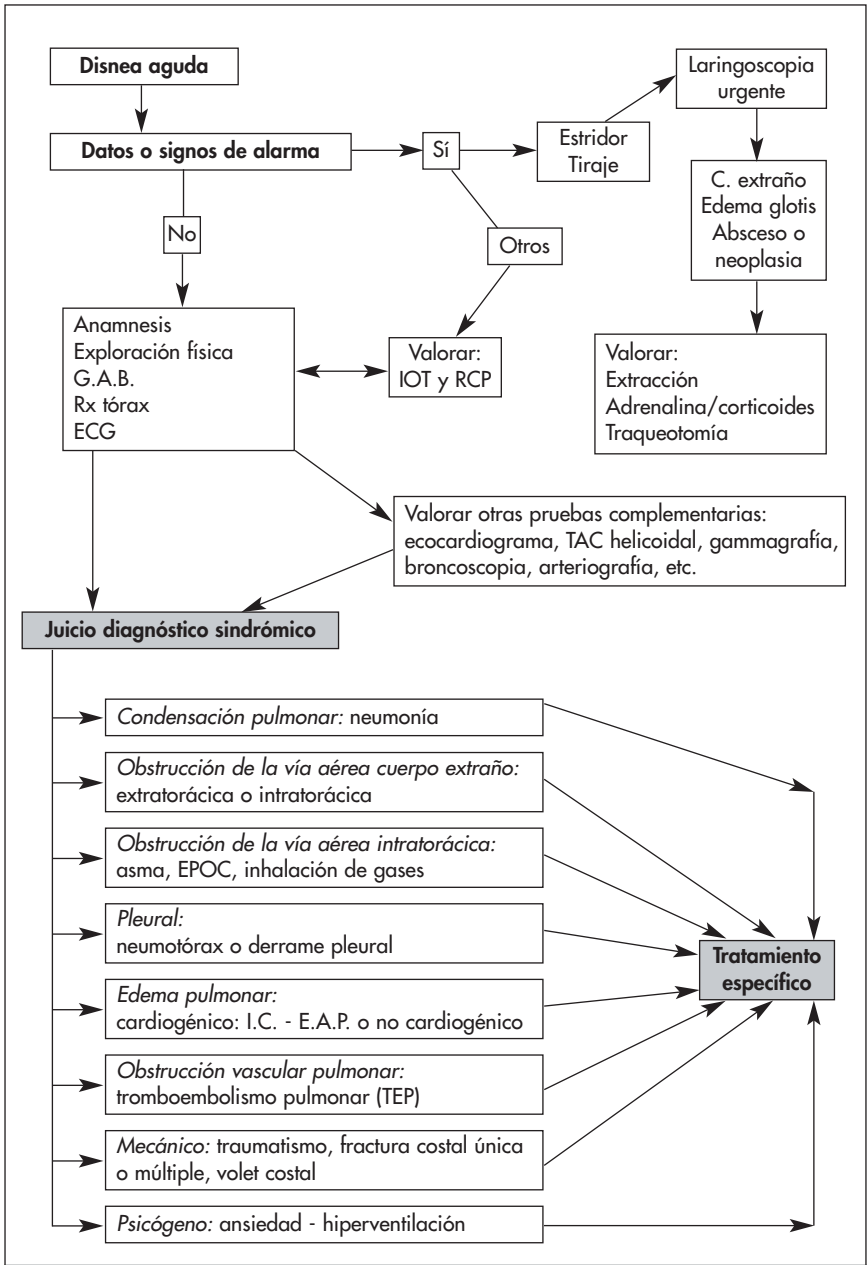 Disnea aguda
Datos o signos de alarma
Sí
Estridor
Tiraje
Laringoscopia
urgente
C. extraño
Edema glotis
Absceso o
neoplasia
Valorar:
Extracción
Adrenalina/corticoides
Traqueotomía
No
Otros
Valorar:
IOT y RCP
Anamnesis
Exploración física
G.A.B.
Rx tórax
ECG
Valorar otras pruebas complementarias:
ecocardiograma, TAC helicoidal, gammagrafía,
broncoscopia, arteriografía, etc.
Juicio diagnóstico sindrómico
Condensación pulmonar: neumonía
Obstrucción de la vía aérea cuerpo extraño:
extratorácica o intratorácica
Obstrucción de la vía aérea intratorácica:
asma, EPOC, inhalación de gases
Pleural:
neumotórax o derrame pleural
Edema pulmonar:
cardiogénico: I.C. - E.A.P. o no cardiogénico
Obstrucción vascular pulmonar:
tromboembolismo pulmonar (TEP)
Mecánico: traumatismo, fractura costal única
o múltiple, volet costal
Psicógeno: ansiedad - hiperventilación
Tratamiento
específico